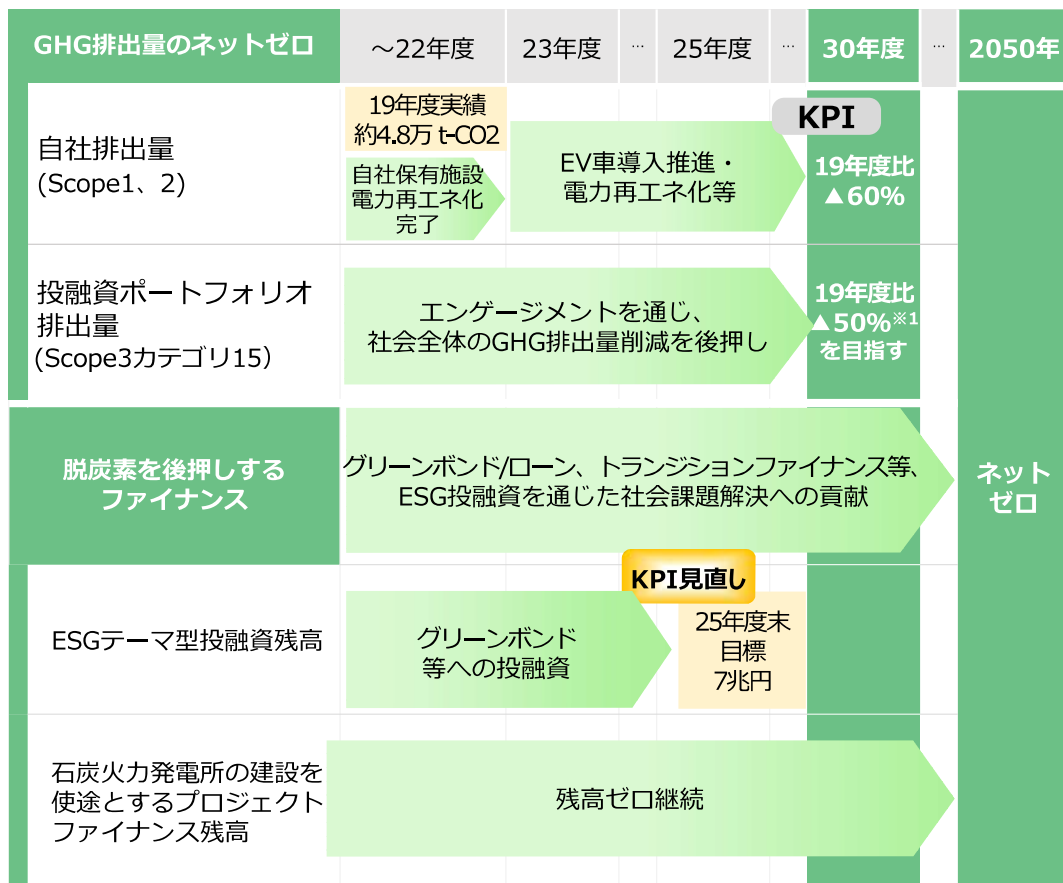 GHG排出量のネットゼロ
～22年度
23年度
…
25年度
…
30年度
…
2050年
自社排出量
(Scope1、2)
19年度実績
約4.8万 t-CO2
自社保有施設
電力再エネ化
完了
EV車導入推進・
電力再エネ化等
KPI
19年度比
▲60%
投融資ポートフォリオ
排出量
(Scope3カテゴリ15）
エンゲージメントを通じ、
社会全体のGHG排出量削減を後押し
19年度比
▲50%※1
を目指す
脱炭素を後押しする
ファイナンス
グリーンボンド/ローン、トランジションファイナンス等、
ESG投融資を通じた社会課題解決への貢献
ネット
ゼロ
ESGテーマ型投融資残高
グリーンボンド
等への投融資
KPI見直し
25年度末
目標
7兆円
石炭火力発電所の建設を
使途とするプロジェクト
ファイナンス残高
残高ゼロ継続